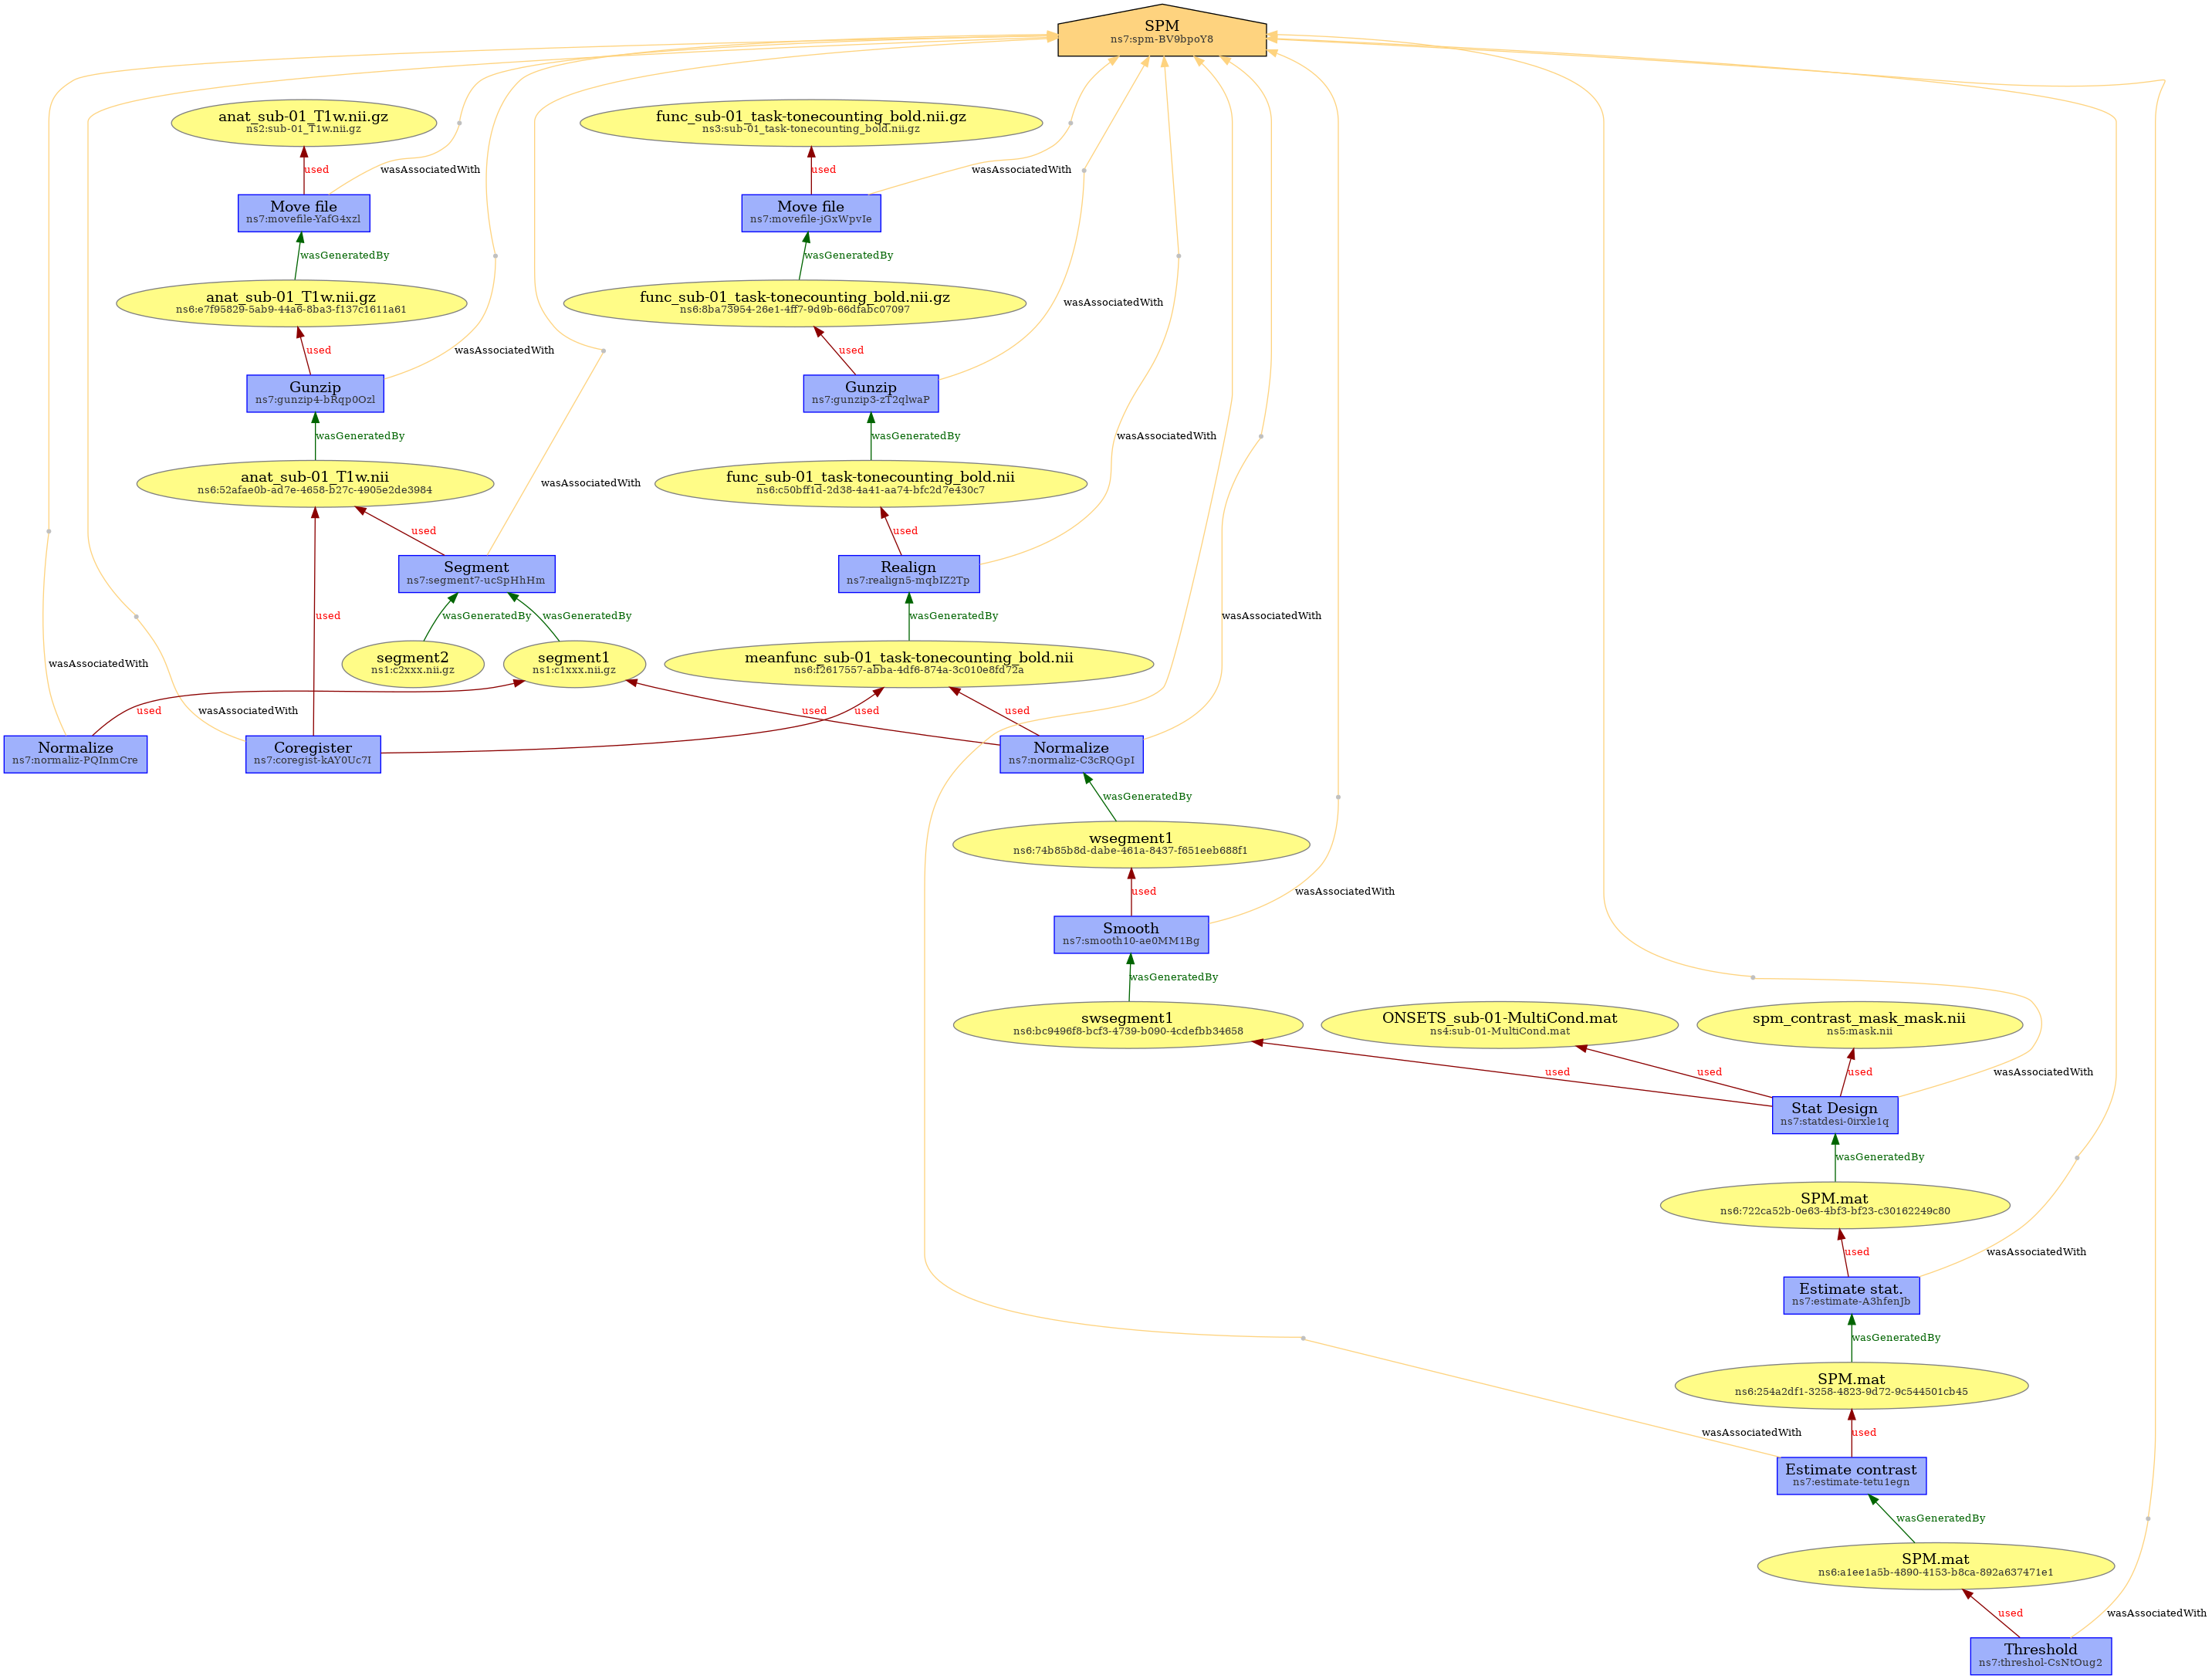 SPM
ns7:spm-BV9bpoY8
anat_sub-01_T1w.nii.gz
ns2:sub-01_T1w.nii.gz
func_sub-01_task-tonecounting_bold.nii.gz
ns3:sub-01_task-tonecounting_bold.nii.gz
used
wasAssociatedWith
used
wasAssociatedWith
Move file
ns7:movefile-YafG4xzl
Move file
ns7:movefile-jGxWpvIe
wasGeneratedBy
wasGeneratedBy
anat_sub-01_T1w.nii.gz
ns6:e7f95829-5ab9-44a6-8ba3-f137c1611a61
func_sub-01_task-tonecounting_bold.nii.gz
ns6:8ba73954-26e1-4ff7-9d9b-66dfabc07097
wasAssociatedWith
used
wasAssociatedWith
used
Gunzip
ns7:gunzip4-bRqp0Ozl
Gunzip
ns7:gunzip3-zT2qlwaP
wasGeneratedBy
wasGeneratedBy
wasAssociatedWith
anat_sub-01_T1w.nii
ns6:52afae0b-ad7e-4658-b27c-4905e2de3984
wasAssociatedWith
func_sub-01_task-tonecounting_bold.nii
ns6:c50bff1d-2d38-4a41-aa74-bfc2d7e430c7
used
used
Segment
ns7:segment7-ucSpHhHm
Realign
ns7:realign5-mqbIZ2Tp
used
wasGeneratedBy
wasGeneratedBy
wasGeneratedBy
wasAssociatedWith
wasAssociatedWith
segment2
ns1:c2xxx.nii.gz
segment1
ns1:c1xxx.nii.gz
meanfunc_sub-01_task-tonecounting_bold.nii
ns6:f2617557-abba-4df6-874a-3c010e8fd72a
used
wasAssociatedWith
used
used
used
Normalize
ns7:normaliz-PQInmCre
Coregister
ns7:coregist-kAY0Uc7I
Normalize
ns7:normaliz-C3cRQGpI
wasGeneratedBy
wsegment1
ns6:74b85b8d-dabe-461a-8437-f651eeb688f1
used
wasAssociatedWith
Smooth
ns7:smooth10-ae0MM1Bg
wasGeneratedBy
swsegment1
ns6:bc9496f8-bcf3-4739-b090-4cdefbb34658
ONSETS_sub-01-MultiCond.mat
ns4:sub-01-MultiCond.mat
spm_contrast_mask_mask.nii
ns5:mask.nii
used
used
used
wasAssociatedWith
Stat Design
ns7:statdesi-0irxle1q
wasGeneratedBy
SPM.mat
ns6:722ca52b-0e63-4bf3-bf23-c30162249c80
used
wasAssociatedWith
Estimate stat.
ns7:estimate-A3hfenJb
wasGeneratedBy
SPM.mat
ns6:254a2df1-3258-4823-9d72-9c544501cb45
wasAssociatedWith
used
Estimate contrast
ns7:estimate-tetu1egn
wasGeneratedBy
SPM.mat
ns6:a1ee1a5b-4890-4153-b8ca-892a637471e1
used
wasAssociatedWith
Threshold
ns7:threshol-CsNtOug2